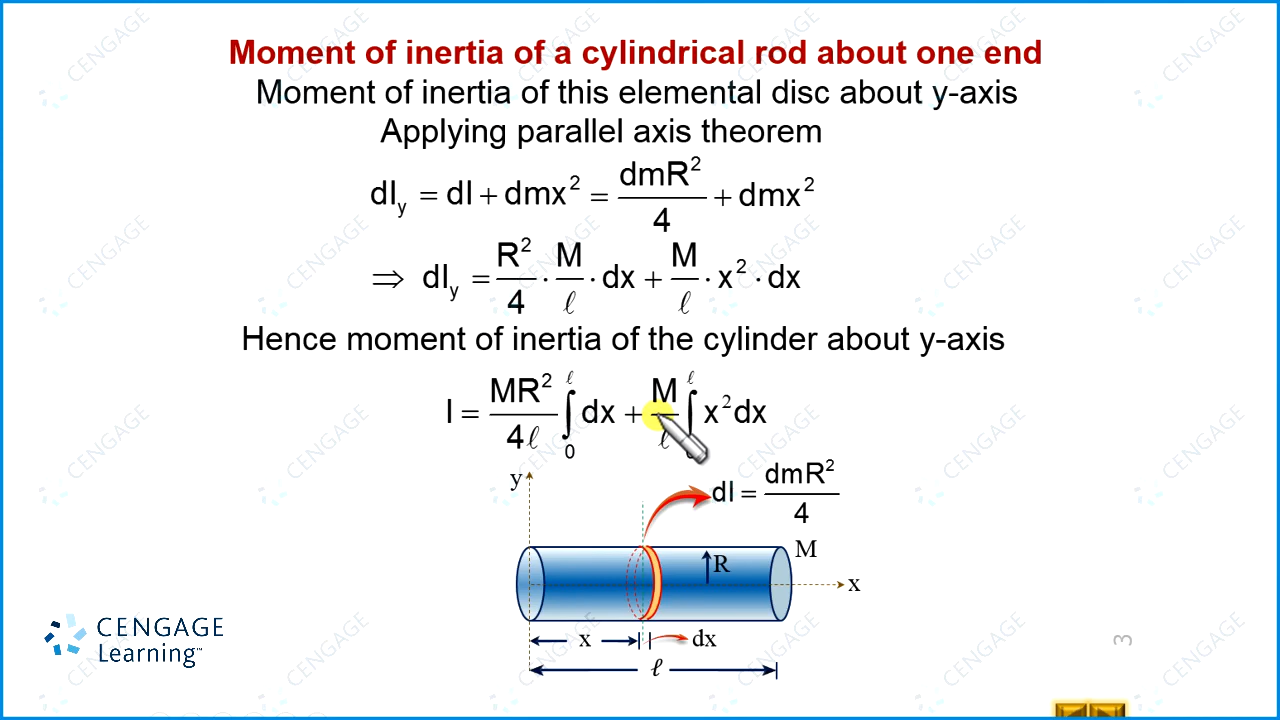 Moment of inertia of a cylindrical rod about one end
Moment of inertia of this elemental disc about y-axis
Applying parallel axis theorem
dI_y = dI + dmx² = dmR²/4 + dmx²
⇒ dI_y = R²/4 · M/ℓ · dx + M/ℓ · x² · dx
Hence moment of inertia of the cylinder about y-axis
I = MR²/4ℓ ∫₀^ℓ dx + M/ℓ ∫₀^ℓ x²dx
y
dI = dmR²/4
M
R
x
x
dx
ℓ
CENGAGE
Learning™
3